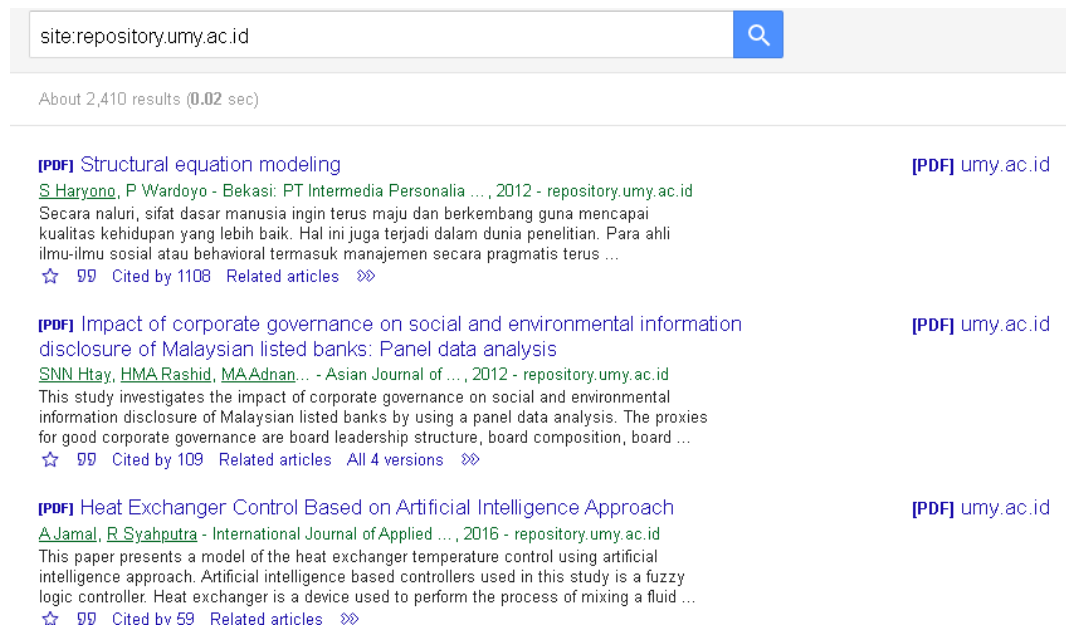 site:repository.umy.ac.id
About 2,410 results (0.02 sec)
[PDF] Structural equation modeling
[PDF] umy.ac.id
S Haryono, P Wardoyo - Bekasi: PT Intermedia Personalia ..., 2012 - repository.umy.ac.id
Secara naluri, sifat dasar manusia ingin terus maju dan berkembang guna mencapai
kualitas kehidupan yang lebih baik. Hal ini juga terjadi dalam dunia penelitian. Para ahli
ilmu-ilmu sosial atau behavioral termasuk manajemen secara pragmatis terus ...
Cited by 1108 Related articles
[PDF] Impact of corporate governance on social and environmental information
[PDF] umy.ac.id
disclosure of Malaysian listed banks: Panel data analysis
SNN Htay, HMA Rashid, MA Adnan... - Asian Journal of ..., 2012 - repository.umy.ac.id
This study investigates the impact of corporate governance on social and environmental
information disclosure of Malaysian listed banks by using a panel data analysis. The proxies
for good corporate governance are board leadership structure, board composition, board ...
Cited by 109 Related articles All 4 versions
[PDF] Heat Exchanger Control Based on Artificial Intelligence Approach
[PDF] umy.ac.id
A Jamal, R Syahputra - International Journal of Applied ..., 2016 - repository.umy.ac.id
This paper presents a model of the heat exchanger temperature control using artificial
intelligence approach. Artificial intelligence based controllers used in this study is a fuzzy
logic controller. Heat exchanger is a device used to perform the process of mixing a fluid ...
Cited by 59 Related articles